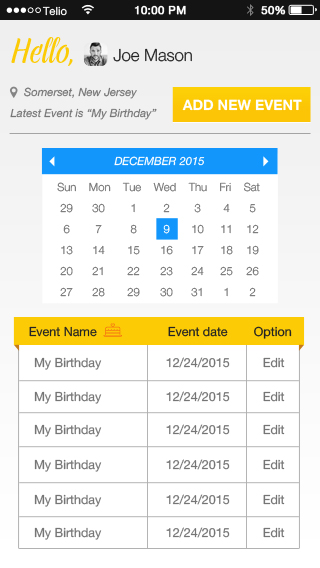 Telio 10:00 PM 50%
Hello, Joe Mason
Somerset, New Jersey
Latest Event is “My Birthday”
ADD NEW EVENT
DECEMBER 2015
Sun Mon Tue Wed Thu Fri Sat
29 30 1 2 3 4 5
6 7 8 9 10 11 12
13 14 15 16 17 18 19
20 21 22 23 24 25 26
27 28 29 30 31 1 2
Event Name Event date Option
My Birthday 12/24/2015 Edit
My Birthday 12/24/2015 Edit
My Birthday 12/24/2015 Edit
My Birthday 12/24/2015 Edit
My Birthday 12/24/2015 Edit
My Birthday 12/24/2015 Edit